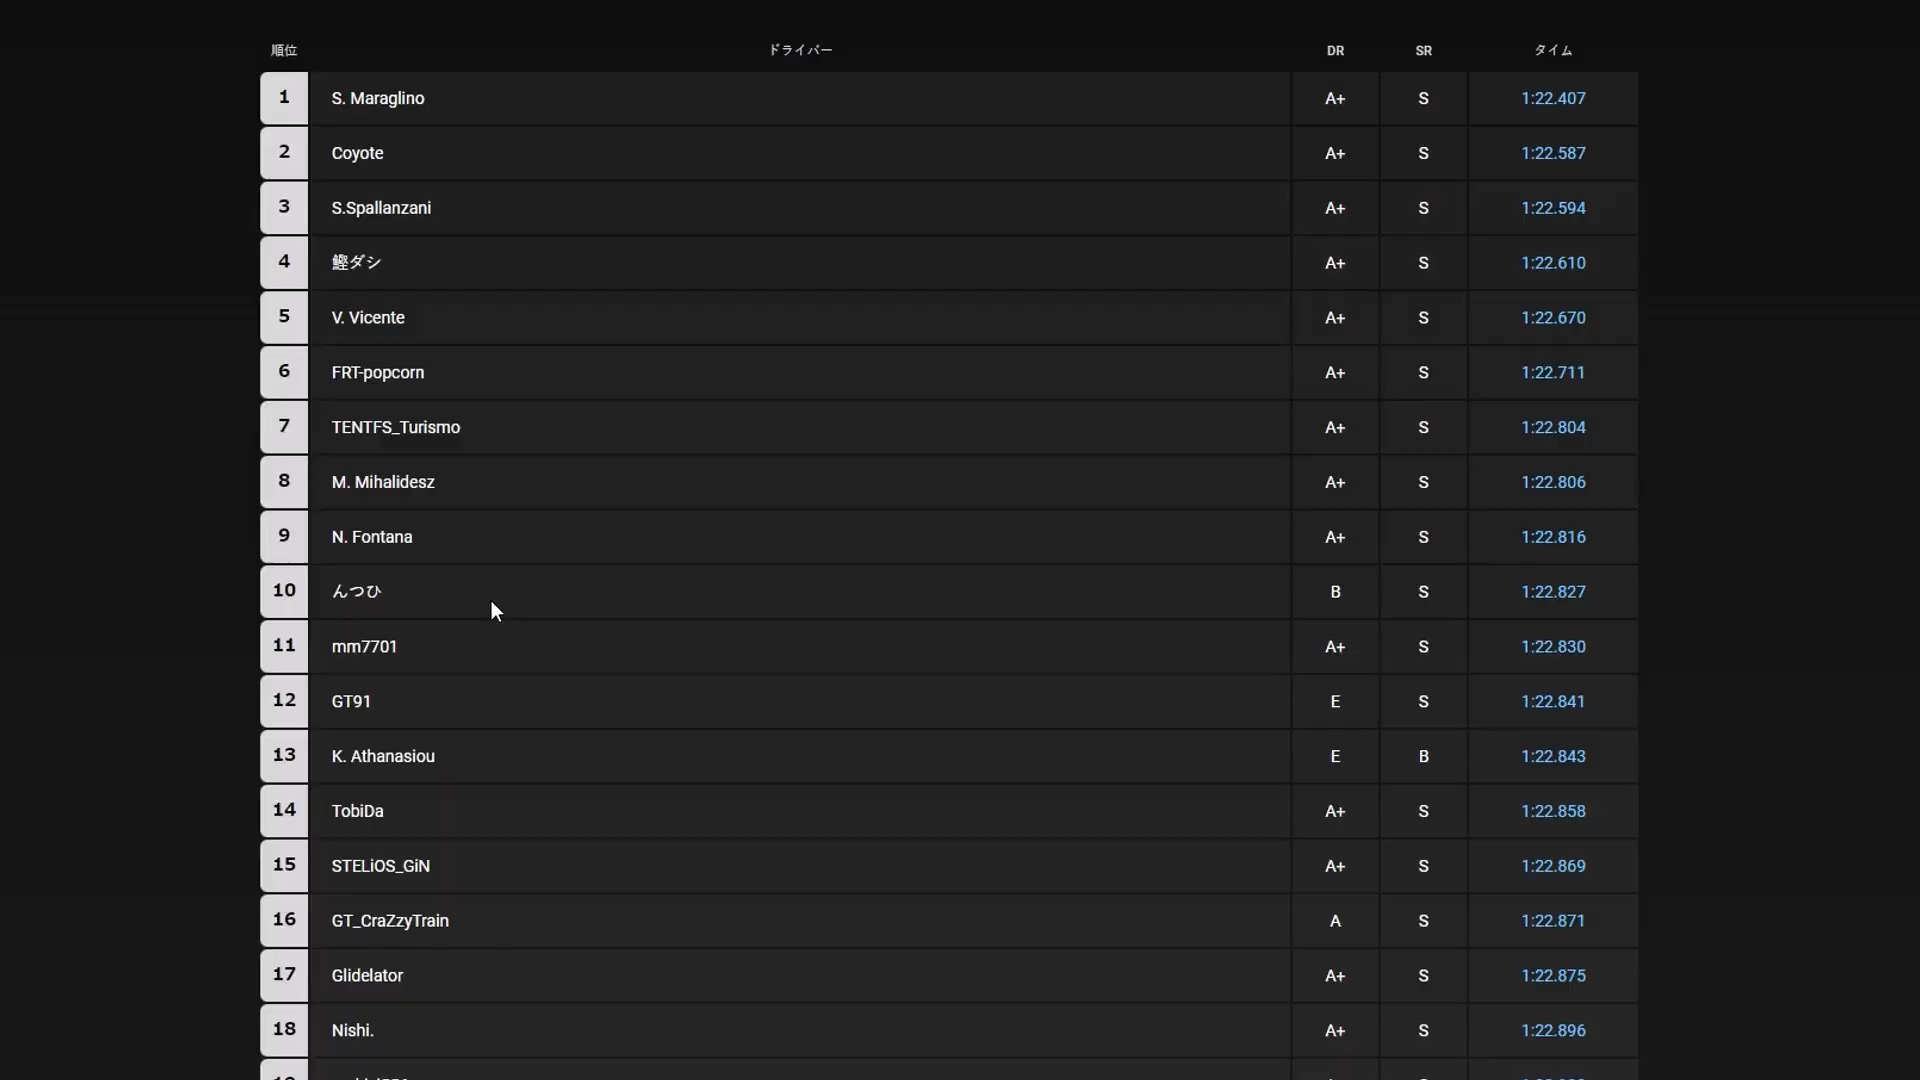 順位 ドライバー DR SR タイム
1 S. Maraglino A+ S 1:22.407
2 Coyote A+ S 1:22.587
3 S.Spallanzani A+ S 1:22.594
4 鰹ダシ A+ S 1:22.610
5 V. Vicente A+ S 1:22.670
6 FRT-popcorn A+ S 1:22.711
7 TENTFS_Turismo A+ S 1:22.804
8 M. Mihalidesz A+ S 1:22.806
9 N. Fontana A+ S 1:22.816
10 んつひ B S 1:22.827
11 mm7701 A+ S 1:22.830
12 GT91 E S 1:22.841
13 K. Athanasiou E B 1:22.843
14 TobiDa A+ S 1:22.858
15 STELiOS_GiN A+ S 1:22.869
16 GT_CraZzyTrain A S 1:22.871
17 Glidelator A+ S 1:22.875
18 Nishi. A+ S 1:22.896